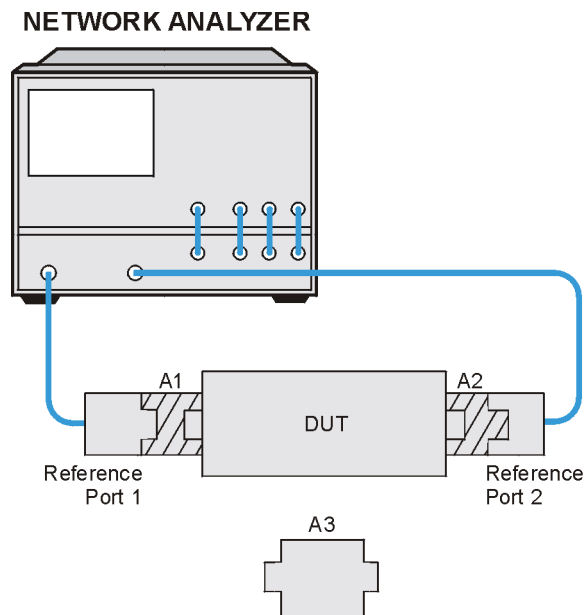 NETWORK ANALYZER
A1
A2
DUT
Reference
Port 1
Reference
Port 2
A3